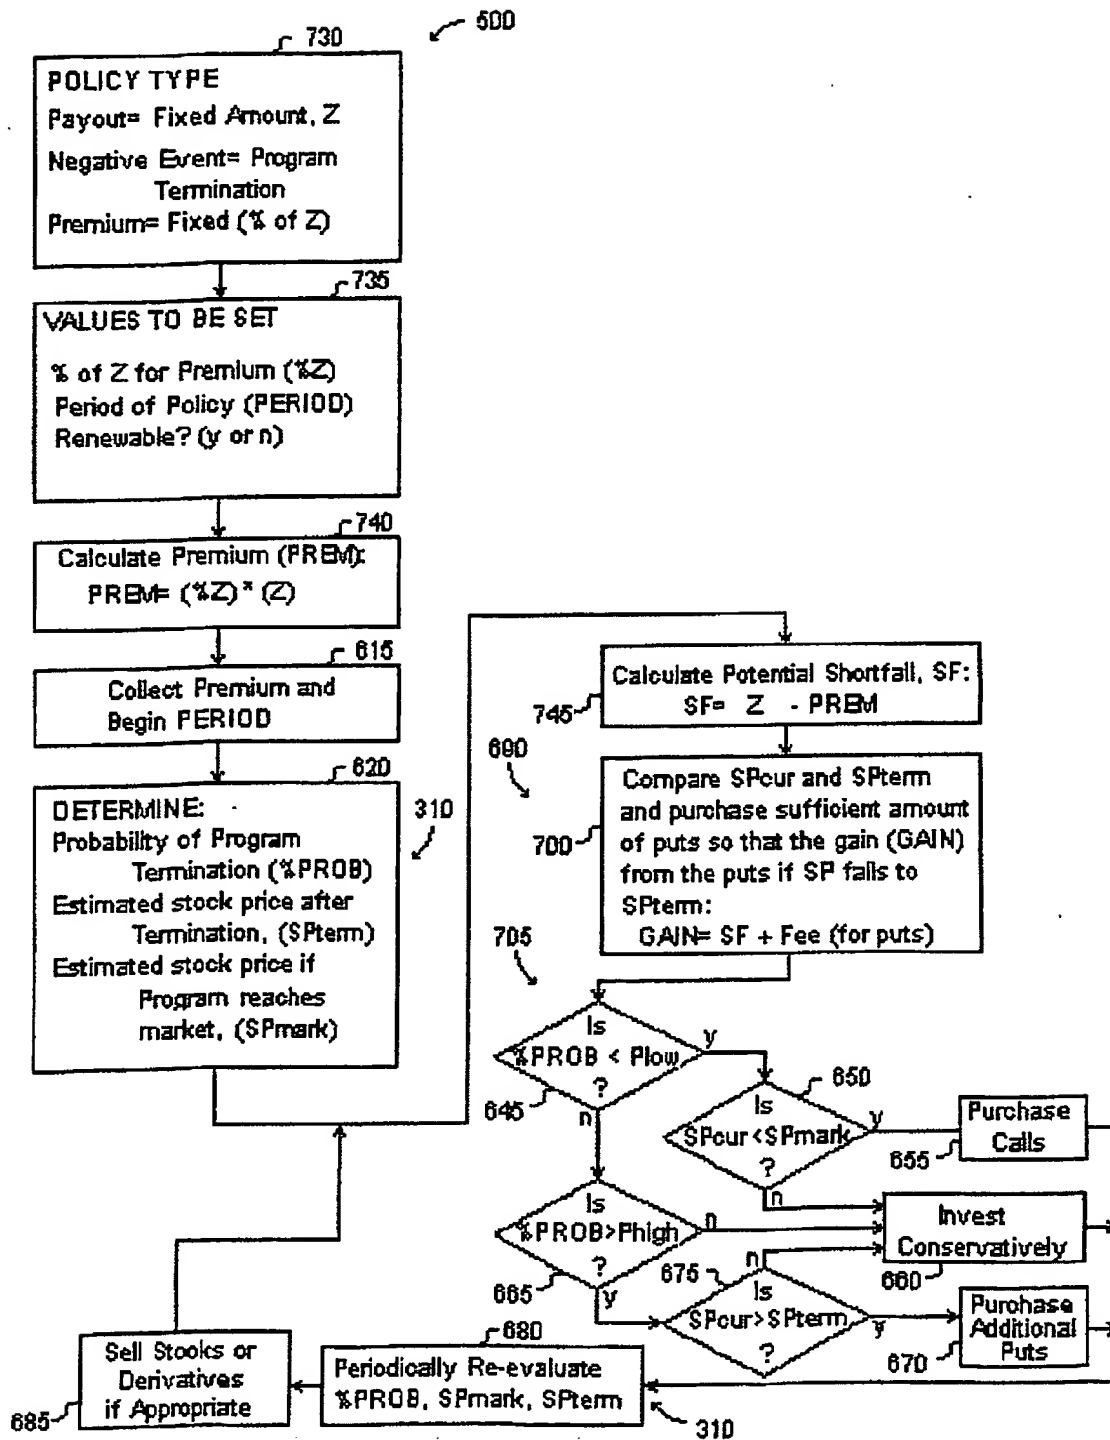 500
730
POLICY TYPE
Payout= Fixed Amount, Z
Negative Event= Program
Termination
Premium= Fixed (% of Z)
735
VALUES TO BE SET
% of Z for Premium (%Z)
Period of Policy (PERIOD)
Renewable? (y or n)
740
Calculate Premium (PREM):
PREM= (%Z)* (Z)
615
Collect Premium and
Begin PERIOD
620
DETERMINE:
Probability of Program
Termination (%PROB)
Estimated stock price after
Termination, (SPterm)
Estimated stock price if
Program reaches
market, (SPmark)
310
Calculate Potential Shortfall, SF:
SF= Z - PREM
745
690
Compare SPcur and SPterm
and purchase sufficient amount
of puts so that the gain (GAIN)
from the puts if SP falls to
SPterm:
GAIN= SF + Fee (for puts)
700
705
Is
%PROB < Plow
?
y
n
645
650
Is
SPcur<SPmark
?
y
n
655
Purchase
Calls
Is
%PROB>Phigh
?
n
y
665
Invest
Conservatively
660
675
n
Is
SPcur>SPterm
?
y
Purchase
Additional
Puts
670
680
Periodically Re-evaluate
%PROB, SPmark, SPterm
310
Sell Stocks or
Derivatives
if Appropriate
685